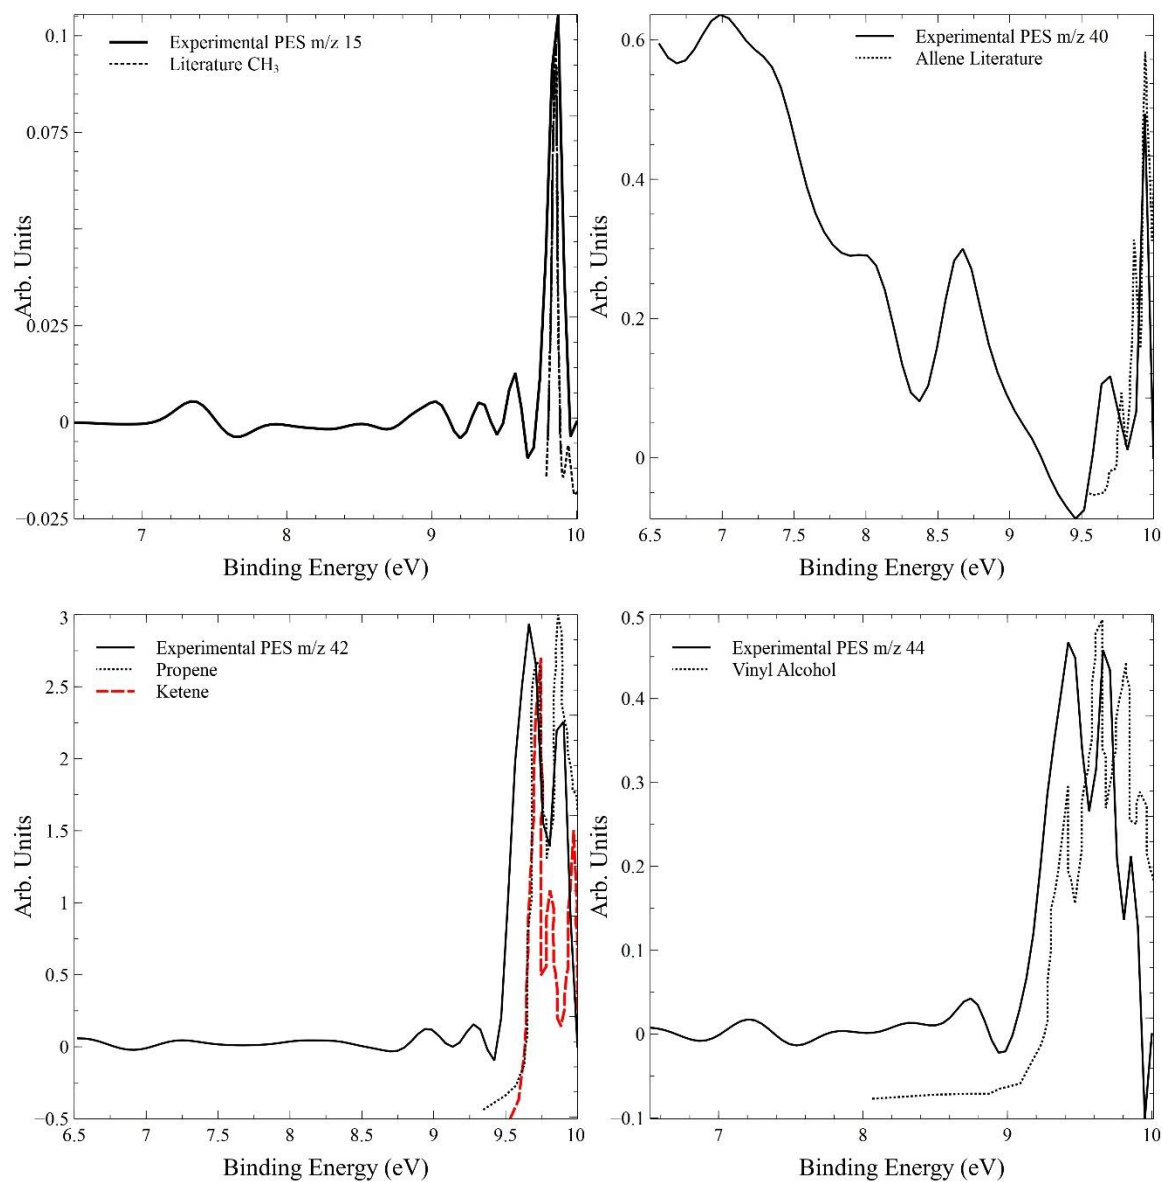 0.1
0.075
0.025
0
−0.025
Arb. Units
Experimental PES m/z 15
Literature CH₃
7
8
9
10
Binding Energy (eV)
0.6
0.4
0.2
0
Arb. Units
Experimental PES m/z 40
Allene Literature
6.5
7
7.5
8
8.5
9
9.5
10
Binding Energy (eV)
3
2.5
2
1.5
1
0.5
0
−0.5
Arb. Units
Experimental PES m/z 42
Propene
Ketene
6.5
7
7.5
8
8.5
9
9.5
10
Binding Energy (eV)
0.5
0.4
0.3
0.2
0.1
0
−0.1
Arb. Units
Experimental PES m/z 44
Vinyl Alcohol
7
8
9
10
Binding Energy (eV)